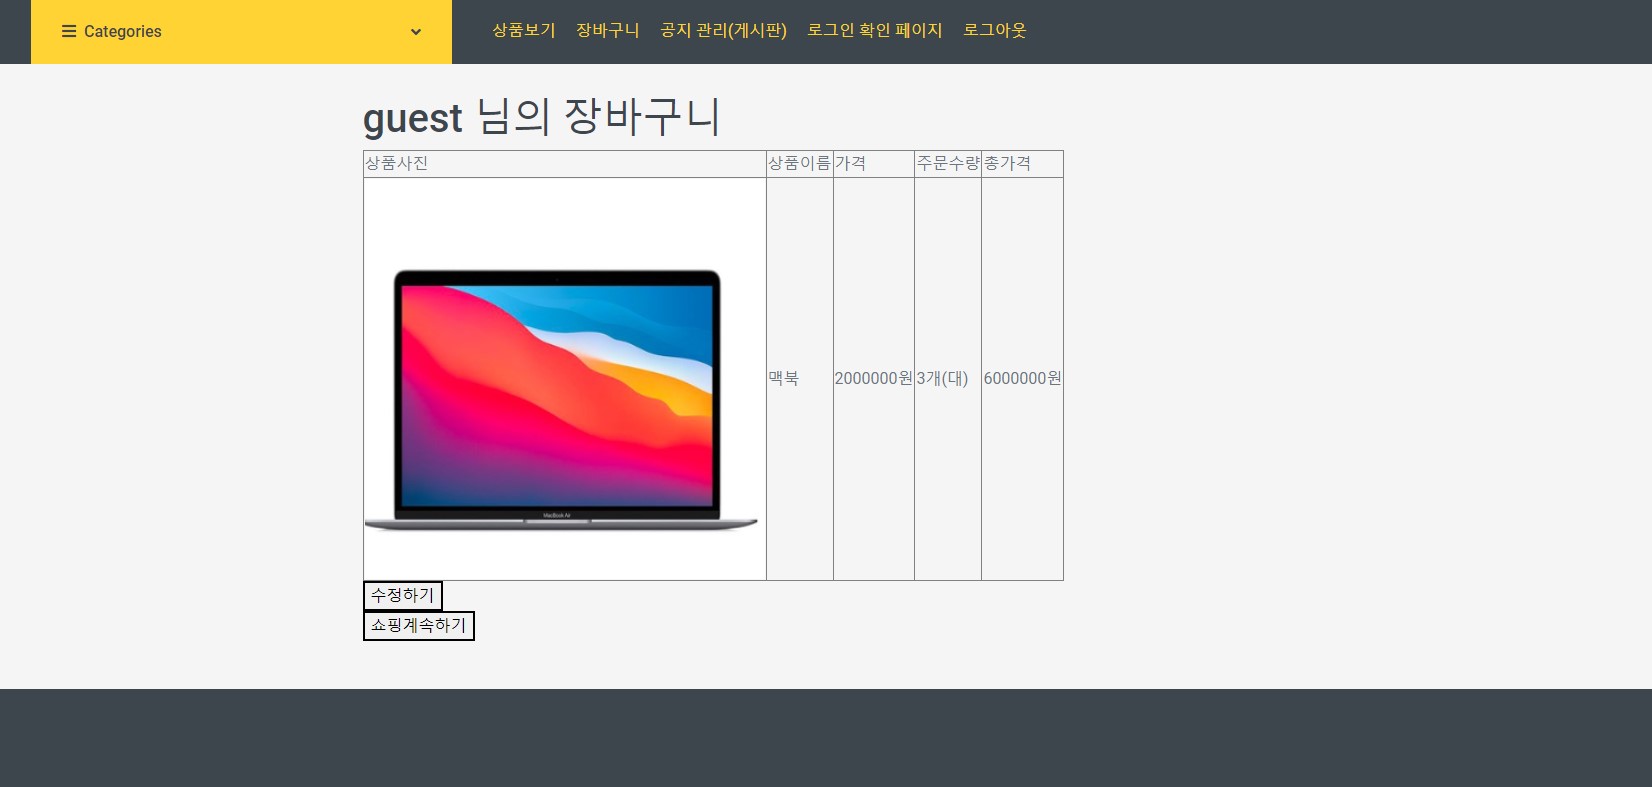 Categories
상품보기 장바구니 공지 관리(게시판) 로그인 확인 페이지 로그아웃
guest 님의 장바구니
상품사진 상품이름 가격 주문수량 총가격
MacBook Air
맥북 2000000원 3개(대) 6000000원
수정하기
쇼핑계속하기